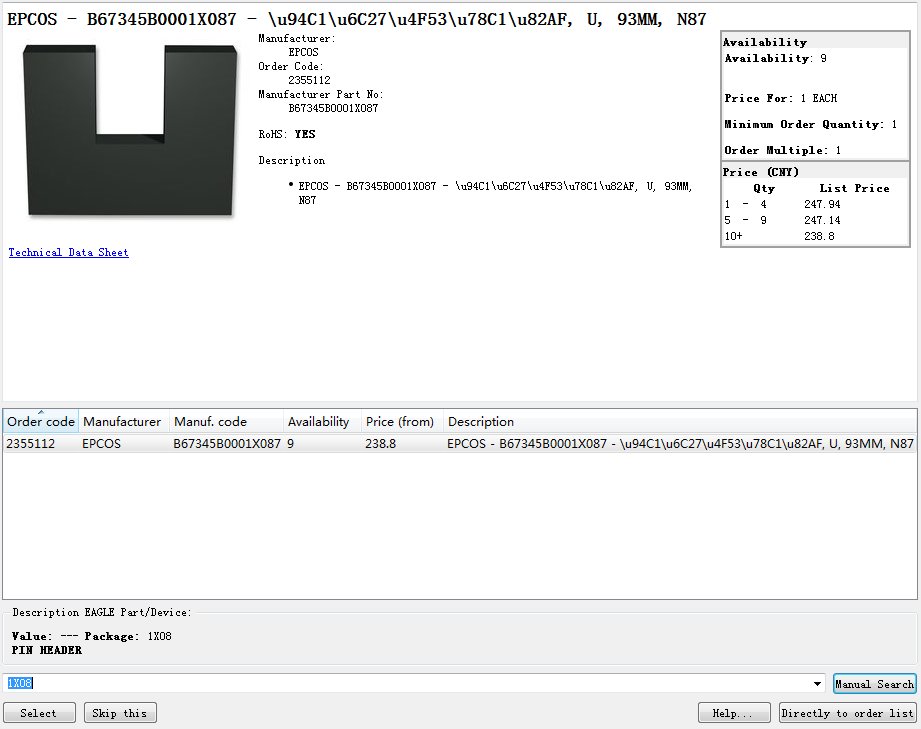 EPCOS - B67345B0001X087 - \u94C1\u6C27\u4F53\u78C1\u82AF, U, 93MM, N87
Manufacturer:
EPCOS
Order Code:
2355112
Manufacturer Part No:
B67345B0001X087
RoHS: YES
Description
• EPCOS - B67345B0001X087 - \u94C1\u6C27\u4F53\u78C1\u82AF, U, 93MM,
N87
Technical Data Sheet
Availability
Availability: 9
Price For: 1 EACH
Minimum Order Quantity: 1
Order Multiple: 1
Price (CNY)
Qty List Price
1 - 4 247.94
5 - 9 247.14
10+ 238.8
Order code Manufacturer Manuf. code Availability Price (from) Description
2355112 EPCOS B67345B0001X087 9 238.8 EPCOS - B67345B0001X087 - \u94C1\u6C27\u4F53\u78C1\u82AF, U, 93MM, N87
Description EAGLE Part/Device:
Value: --- Package: 1X08
PIN HEADER
1X08 Manual Search
Select Skip this Help... Directly to order list